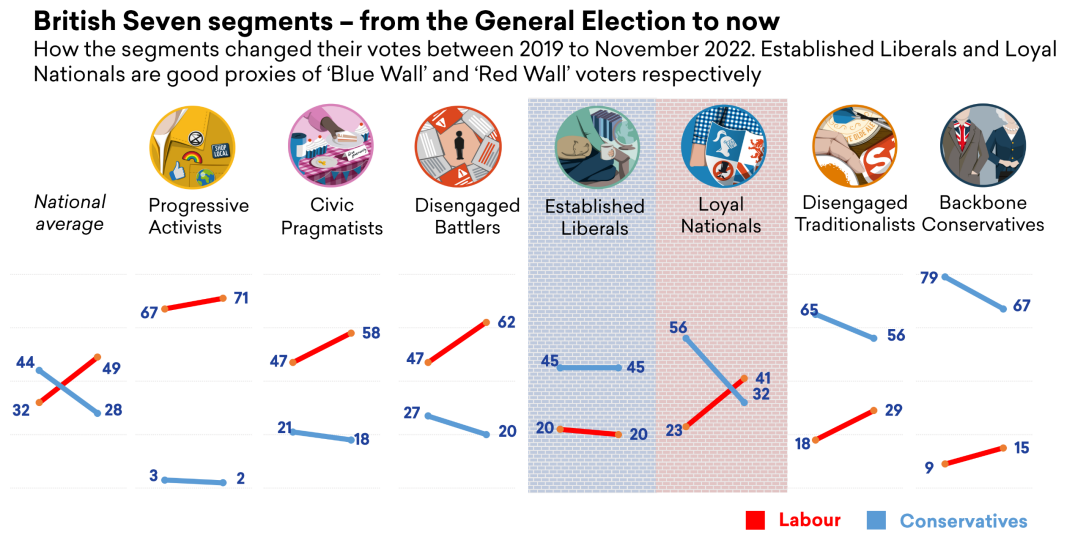 British Seven segments – from the General Election to now
How the segments changed their votes between 2019 to November 2022. Established Liberals and Loyal
Nationals are good proxies of ‘Blue Wall’ and ‘Red Wall’ voters respectively
SHOP
LOCAL
National
average
Progressive
Activists
Civic
Pragmatists
Disengaged
Battlers
Established
Liberals
Loyal
Nationals
Disengaged
Traditionalists
Backbone
Conservatives
44
32
49
28
67
71
3
2
47
58
21
18
47
62
27
20
45
45
20
20
56
23
41
32
65
56
18
29
79
67
9
15
Labour
Conservatives